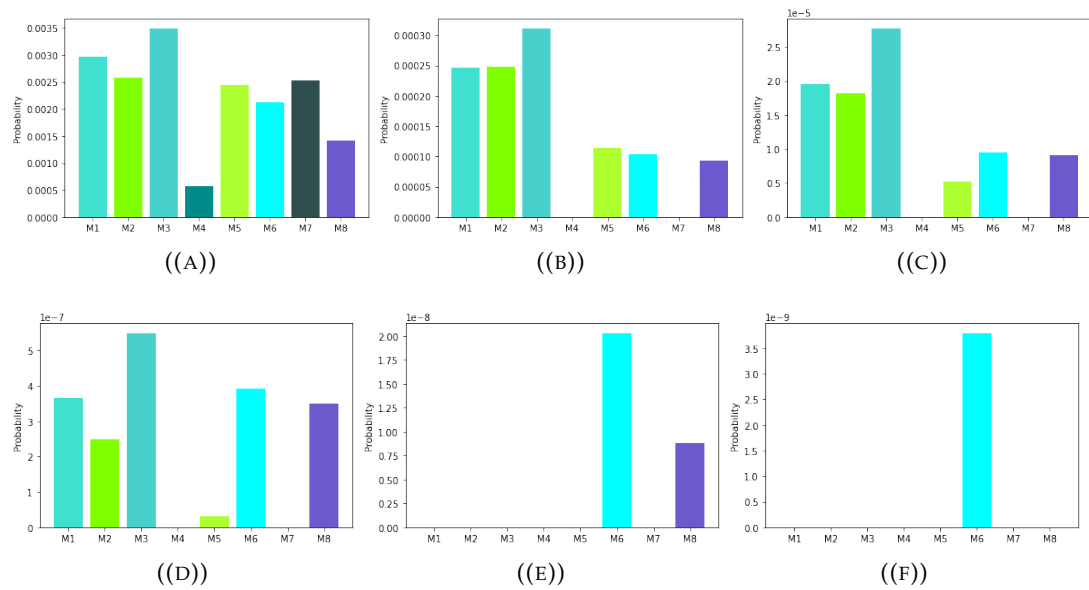 0.0035
0.0030
0.0025
0.0020
0.0015
0.0010
0.0005
0.0000
Probability
M1 M2 M3 M4 M5 M6 M7 M8
((A))
0.00030
0.00025
0.00020
0.00015
0.00010
0.00005
0.00000
Probability
M1 M2 M3 M4 M5 M6 M7 M8
((B))
1e-5
2.5
2.0
1.5
1.0
0.5
0.0
Probability
M1 M2 M3 M4 M5 M6 M7 M8
((C))
1e-7
5
4
3
2
1
0
Probability
M1 M2 M3 M4 M5 M6 M7 M8
((D))
1e-8
2.00
1.75
1.50
1.25
1.00
0.75
0.50
0.25
0.00
Probability
M1 M2 M3 M4 M5 M6 M7 M8
((E))
1e-9
3.5
3.0
2.5
2.0
1.5
1.0
0.5
0.0
Probability
M1 M2 M3 M4 M5 M6 M7 M8
((F))